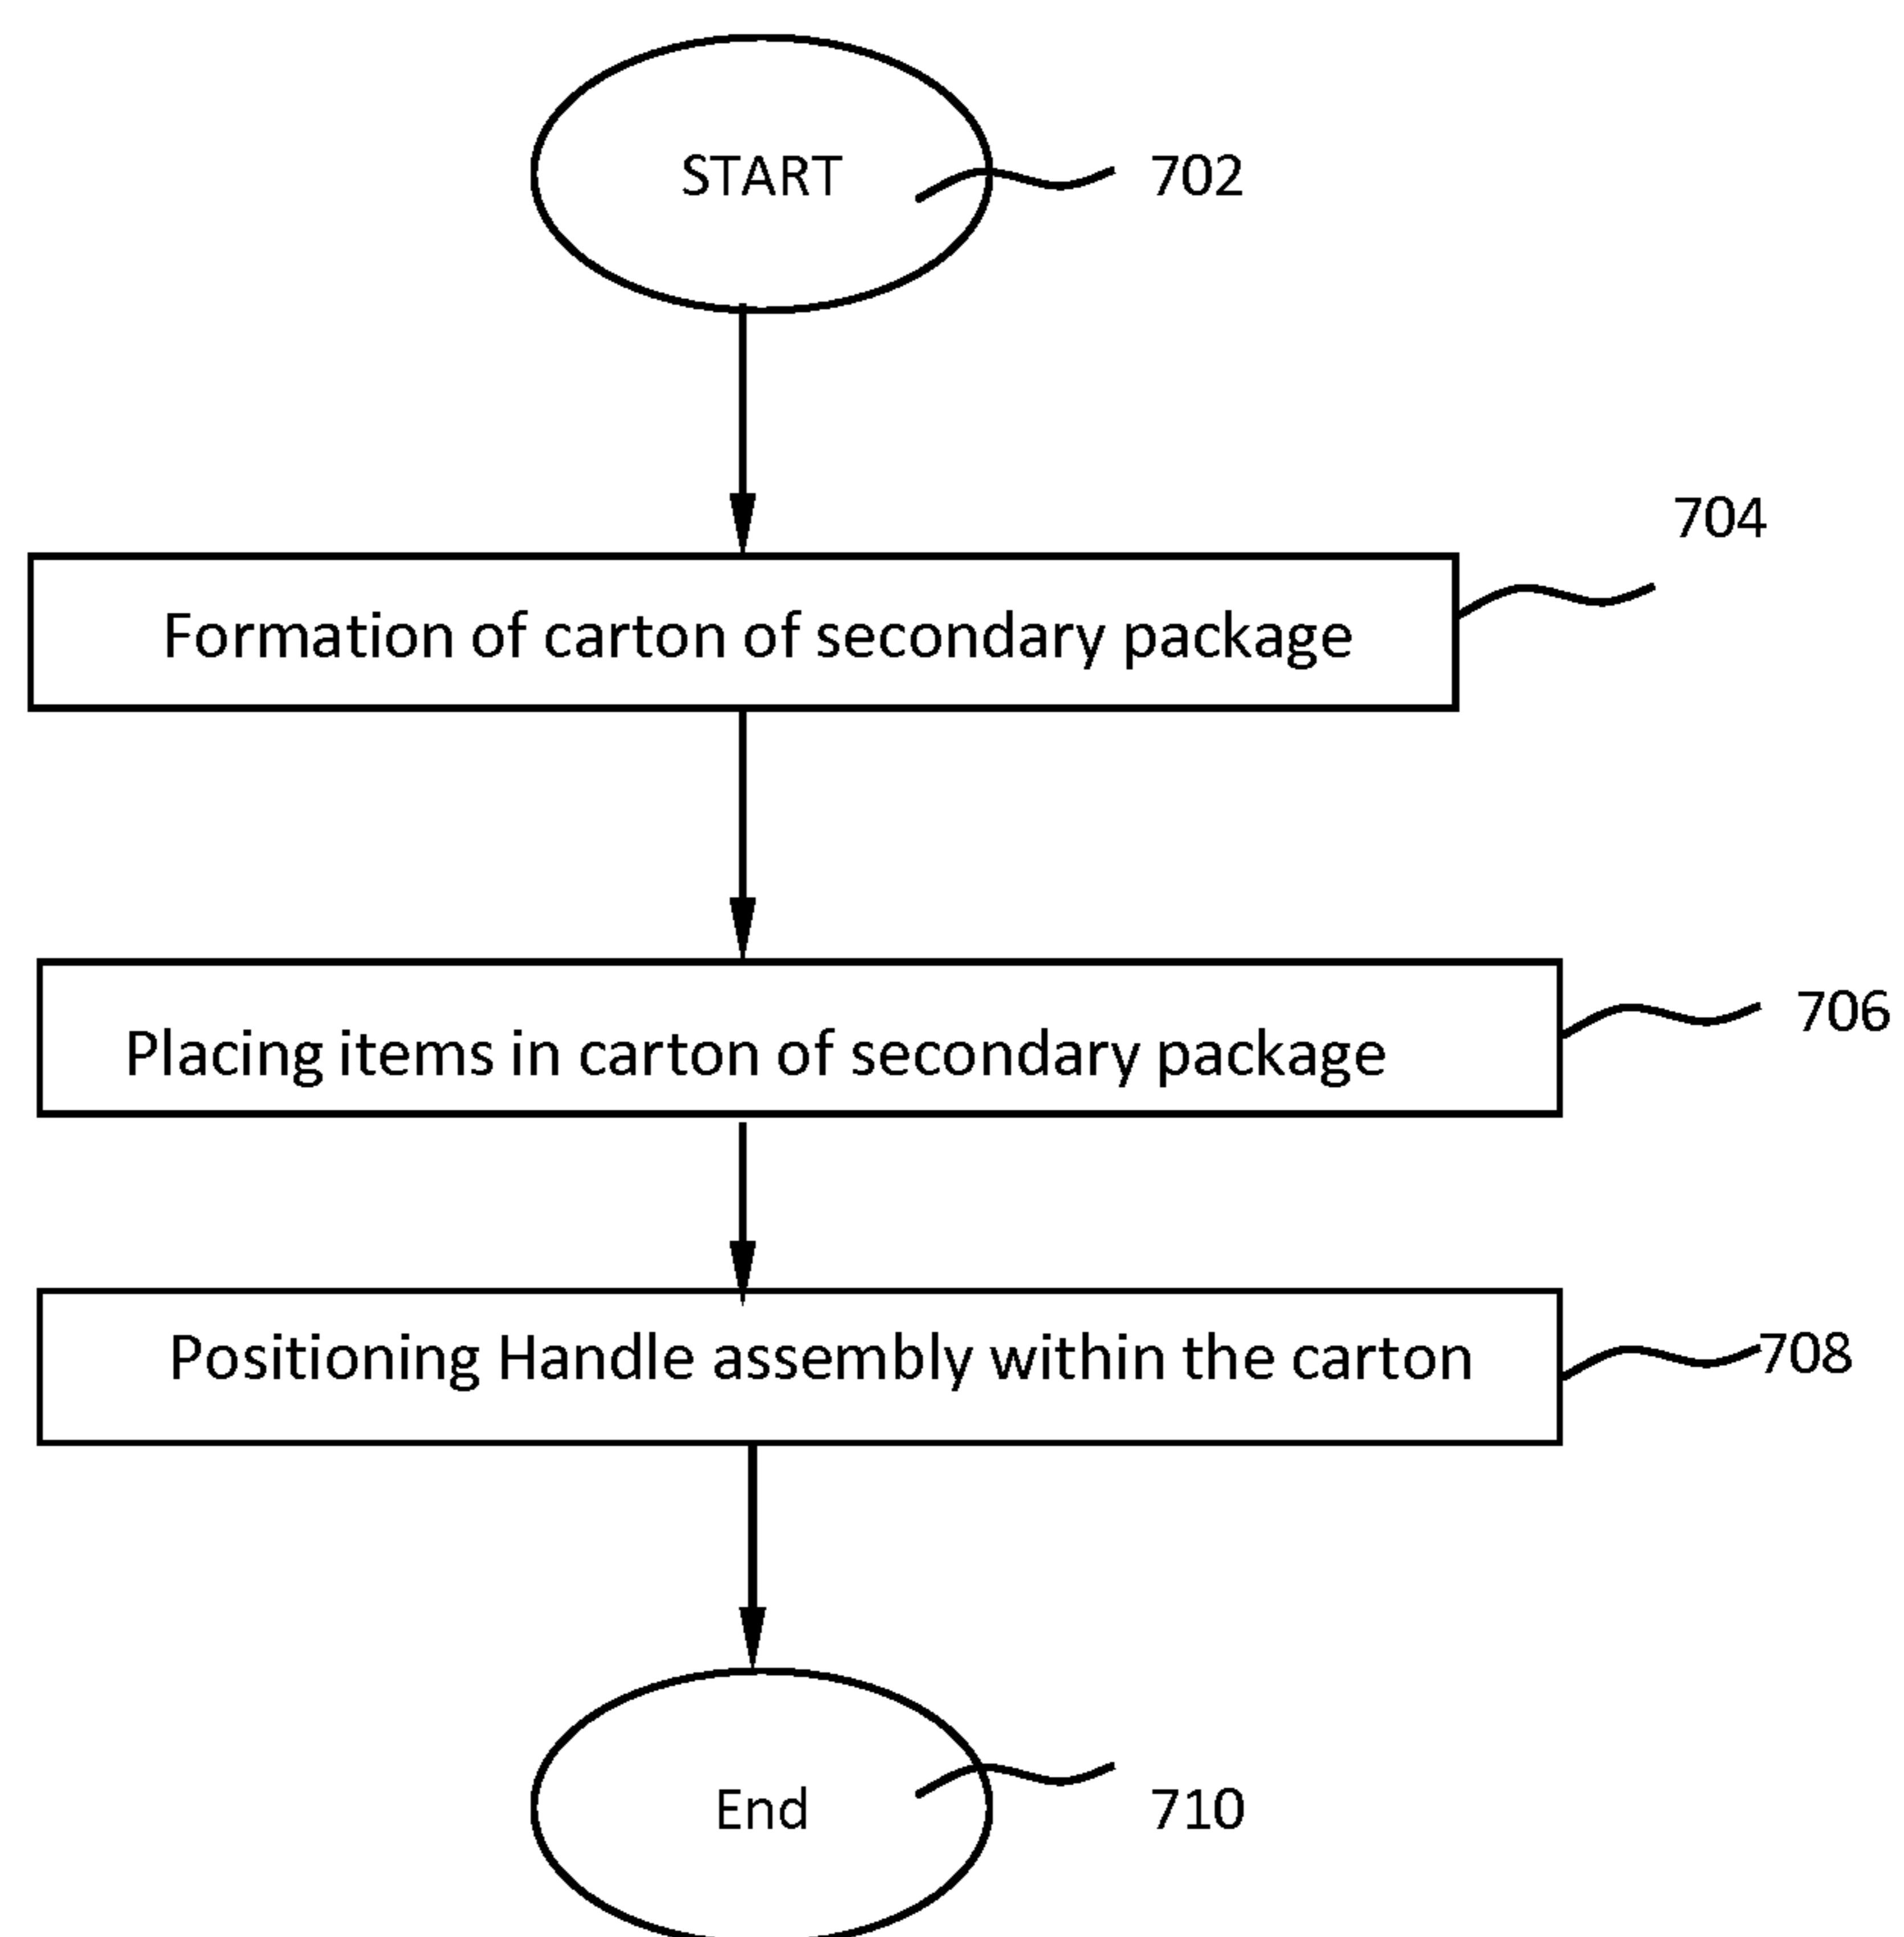 START 702
704
Formation of carton of secondary package
706
Placing items in carton of secondary package
Positioning Handle assembly within the carton 708
End 710